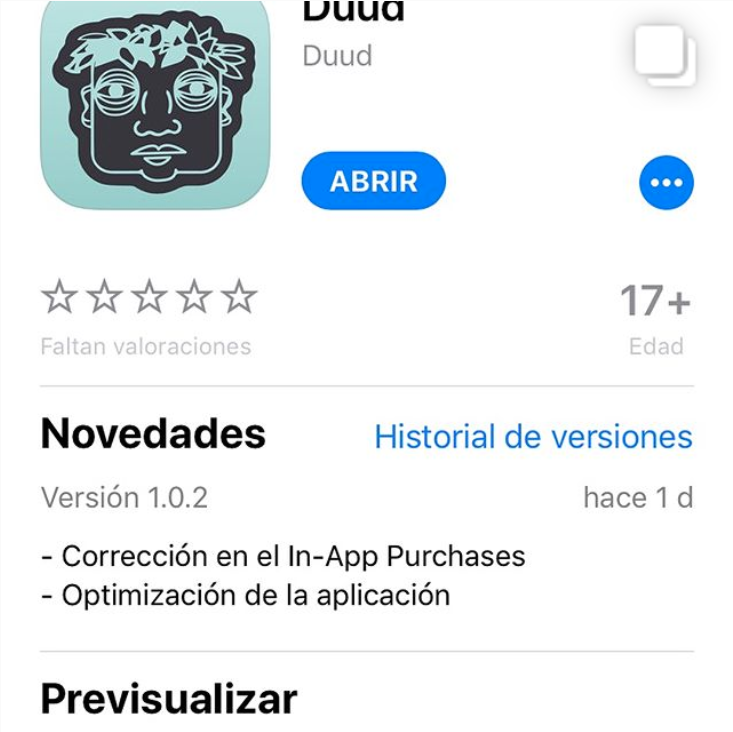 Duud
Duud
ABRIR
17+
Faltan valoraciones
Edad
Novedades
Historial de versiones
Versión 1.0.2
hace 1 d
- Corrección en el In-App Purchases
- Optimización de la aplicación
Previsualizar